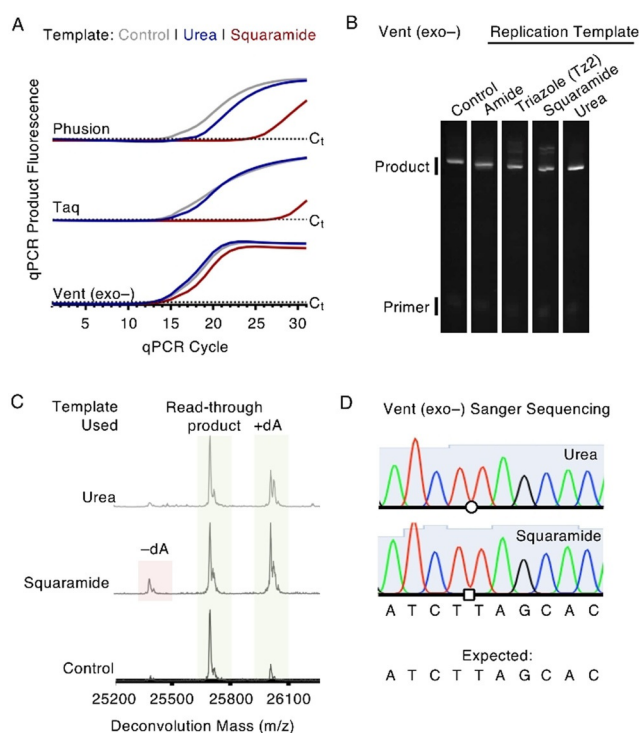 A
Template: Control | Urea | Squaramide
qPCR Product Fluorescence
Phusion
Ct
Taq
Ct
Vent (exo–)
Ct
5 10 15 20 25 30
qPCR Cycle
B
Vent (exo–) Replication Template
Control
Amide
Triazole (Tz2)
Squaramide
Urea
Product
Primer
C
Template Used
Read-through product
+dA
Urea
–dA
Squaramide
Control
25200 25500 25800 26100
Deconvolution Mass (m/z)
D
Vent (exo–) Sanger Sequencing
Urea
Squaramide
A T C T T A G C A C
Expected:
A T C T T A G C A C